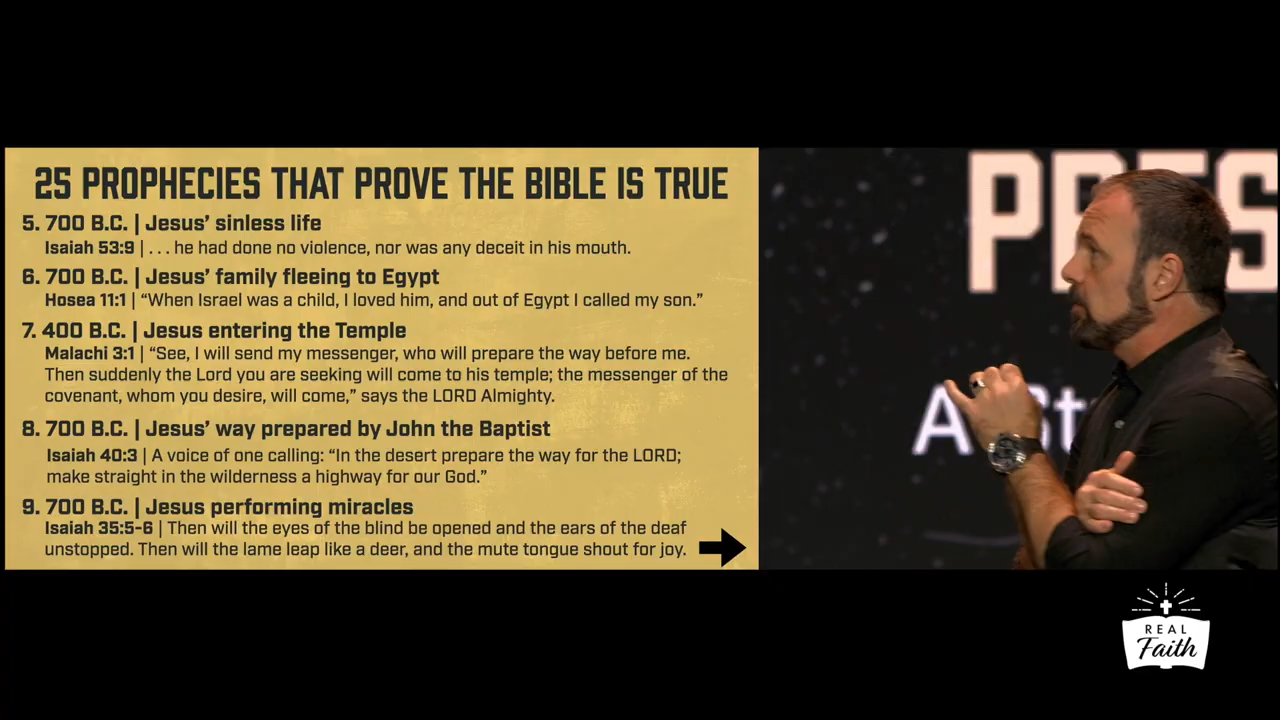 25 PROPHECIES THAT PROVE THE BIBLE IS TRUE
5. 700 B.C. | Jesus’ sinless life
Isaiah 53:9 | . . . he had done no violence, nor was any deceit in his mouth.
6. 700 B.C. | Jesus’ family fleeing to Egypt
Hosea 11:1 | “When Israel was a child, I loved him, and out of Egypt I called my son.”
7. 400 B.C. | Jesus entering the Temple
Malachi 3:1 | “See, I will send my messenger, who will prepare the way before me.
Then suddenly the Lord you are seeking will come to his temple; the messenger of the
covenant, whom you desire, will come,” says the LORD Almighty.
8. 700 B.C. | Jesus’ way prepared by John the Baptist
Isaiah 40:3 | A voice of one calling: “In the desert prepare the way for the LORD;
make straight in the wilderness a highway for our God.”
9. 700 B.C. | Jesus performing miracles
Isaiah 35:5-6 | Then will the eyes of the blind be opened and the ears of the deaf
unstopped. Then will the lame leap like a deer, and the mute tongue shout for joy.
A St
REAL
Faith